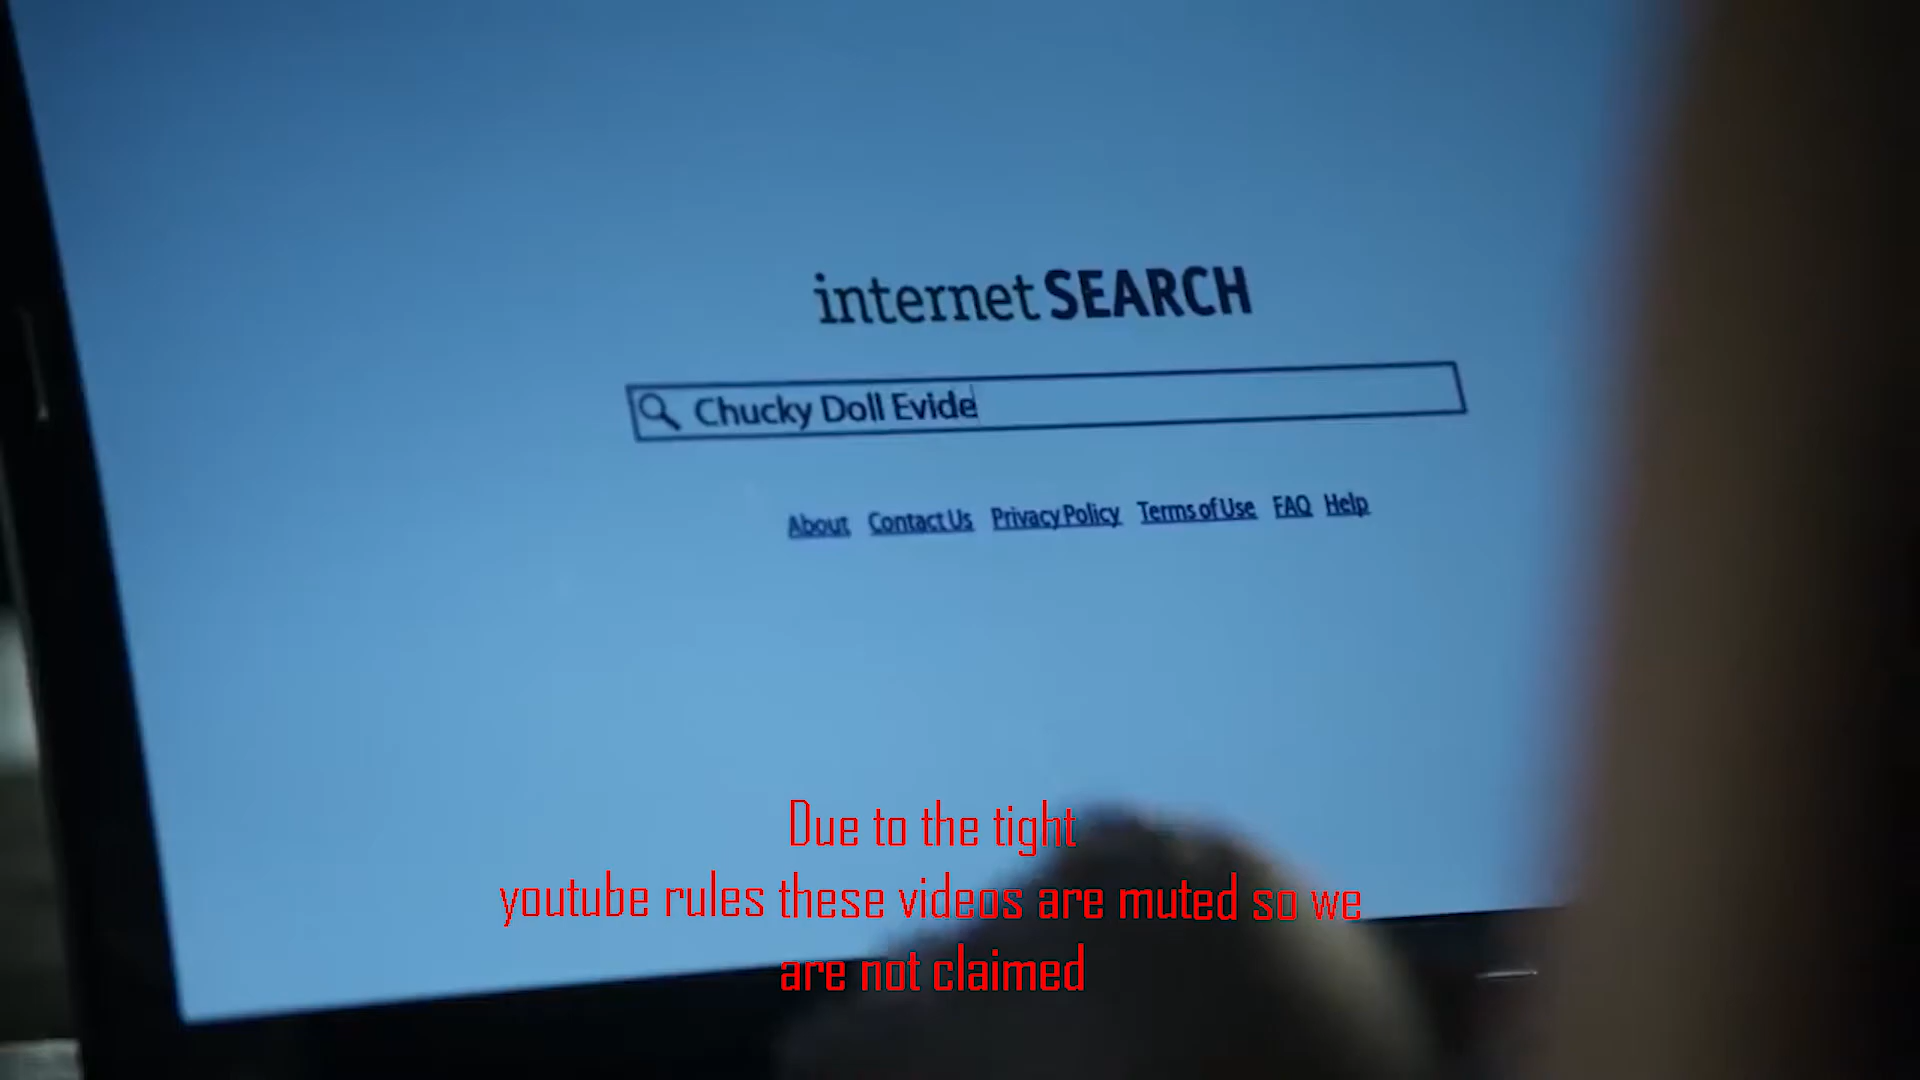 internet SEARCH
Chucky Doll Evide
About Contact Us Privacy Policy Terms of Use FAQ Help
Due to the tight
youtube rules these videos are muted so we
are not claimed